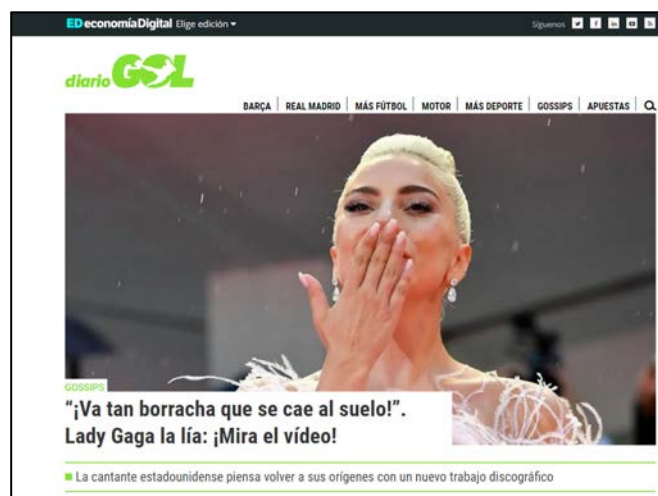 ED economíaDigital Elige edición
Síguenos
diario GOL
BARÇA REAL MADRID MÁS FÚTBOL MOTOR MÁS DEPORTE GOSSIPS APUESTAS
GOSSIPS
“¡Va tan borracha que se cae al suelo!”.
Lady Gaga la lía: ¡Mira el vídeo!
La cantante estadounidense piensa volver a sus orígenes con un nuevo trabajo discográfico